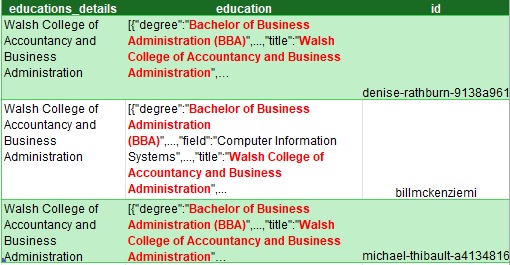 educations_details education id
Walsh College of
Accountancy and
Business
Administration
[{"degree":"Bachelor of Business
Administration (BBA)",...,"title":"Walsh
College of Accountancy and Business
Administration",...
denise-rathburn-9138a961
Walsh College of
Accountancy and
Business
Administration
[{"degree":"Bachelor of Business
Administration
(BBA)",...,"field":"Computer Information
Systems",...,"title":"Walsh College of
Accountancy and Business
Administration",...
billmckenziemi
Walsh College of
Accountancy and
Business
Administration
[{"degree":"Bachelor of Business
Administration (BBA)",...,"title":"Walsh
College of Accountancy and Business
Administration"...
michael-thibault-a4134816